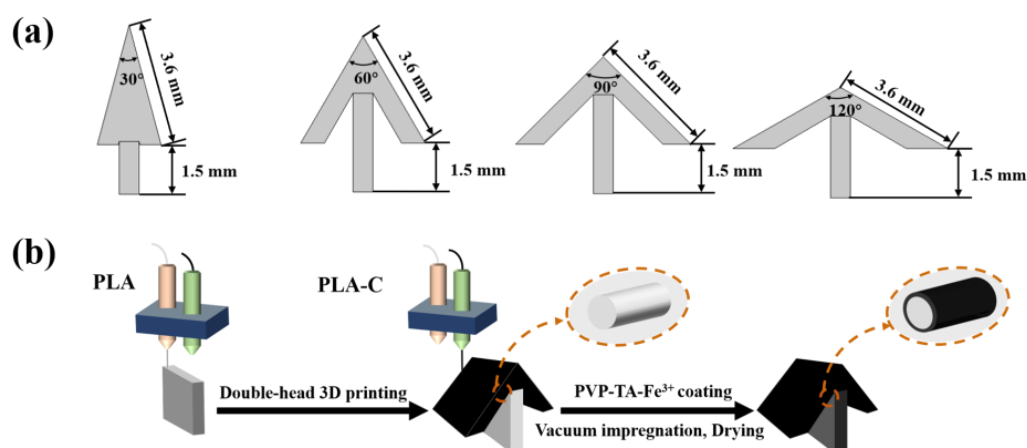 (a)
30°
3.6 mm
1.5 mm
60°
3.6 mm
1.5 mm
90°
3.6 mm
1.5 mm
120°
3.6 mm
1.5 mm
(b)
PLA
PLA-C
Double-head 3D printing
PVP-TA-Fe³⁺ coating
Vacuum impregnation, Drying